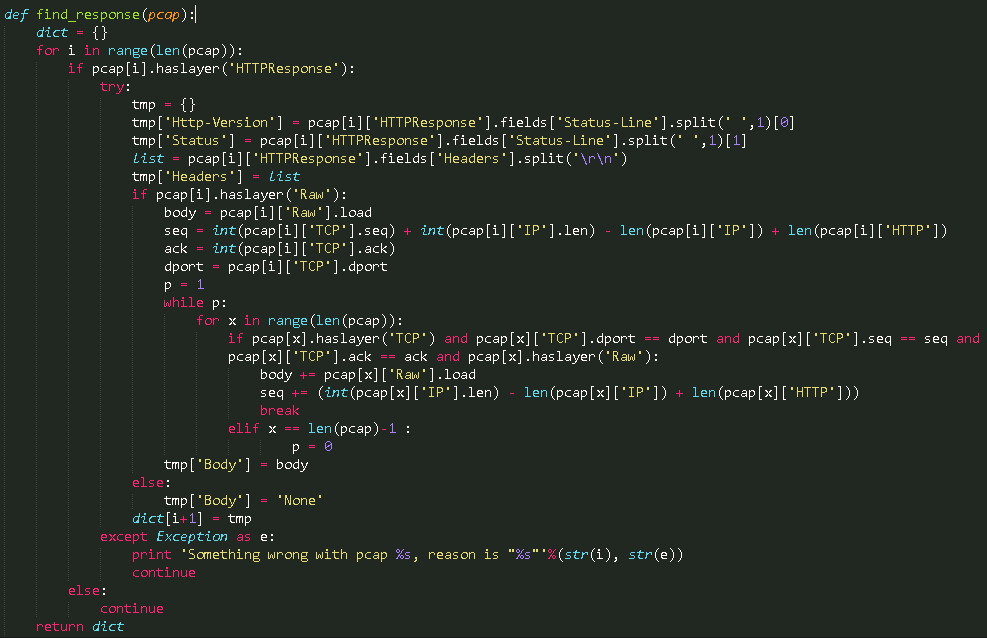 def find_response(pcap):
    dict = {}
    for i in range(len(pcap)):
        if pcap[i].haslayer('HTTPResponse'):
            try:
                tmp = {}
                tmp['Http-Version'] = pcap[i]['HTTPResponse'].fields['Status-Line'].split(' ',1)[0]
                tmp['Status'] = pcap[i]['HTTPResponse'].fields['Status-Line'].split(' ',1)[1]
                list = pcap[i]['HTTPResponse'].fields['Headers'].split('\r\n')
                tmp['Headers'] = list
                if pcap[i].haslayer('Raw'):
                    body = pcap[i]['Raw'].load
                    seq = int(pcap[i]['TCP'].seq) + int(pcap[i]['IP'].len) - len(pcap[i]['IP']) + len(pcap[i]['HTTP'])
                    ack = int(pcap[i]['TCP'].ack)
                    dport = pcap[i]['TCP'].dport
                    p = 1
                    while p:
                        for x in range(len(pcap)):
                            if pcap[x].haslayer('TCP') and pcap[x]['TCP'].dport == dport and pcap[x]['TCP'].seq == seq and
                            pcap[x]['TCP'].ack == ack and pcap[x].haslayer('Raw'):
                                body += pcap[x]['Raw'].load
                                seq += (int(pcap[x]['IP'].len) - len(pcap[x]['IP']) + len(pcap[x]['HTTP']))
                                break
                            elif x == len(pcap)-1 :
                                    p = 0
                    tmp['Body'] = body
                else:
                    tmp['Body'] = 'None'
                dict[i+1] = tmp
            except Exception as e:
                print 'Something wrong with pcap %s, reason is "%s"'%(str(i), str(e))
                continue
        else:
            continue
    return dict